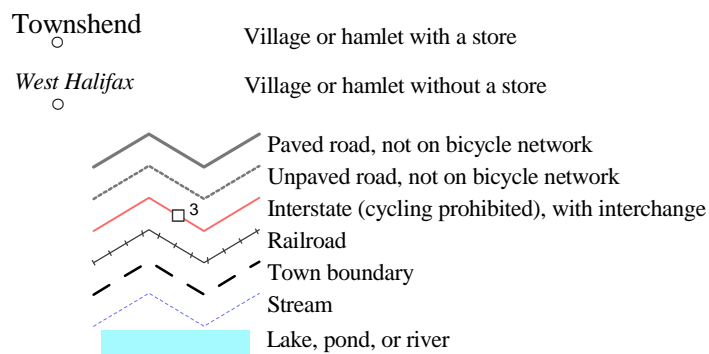 Townshend
Village or hamlet with a store
West Halifax
Village or hamlet without a store
Paved road, not on bicycle network
Unpaved road, not on bicycle network
3
Interstate (cycling prohibited), with interchange
Railroad
Town boundary
Stream
Lake, pond, or river